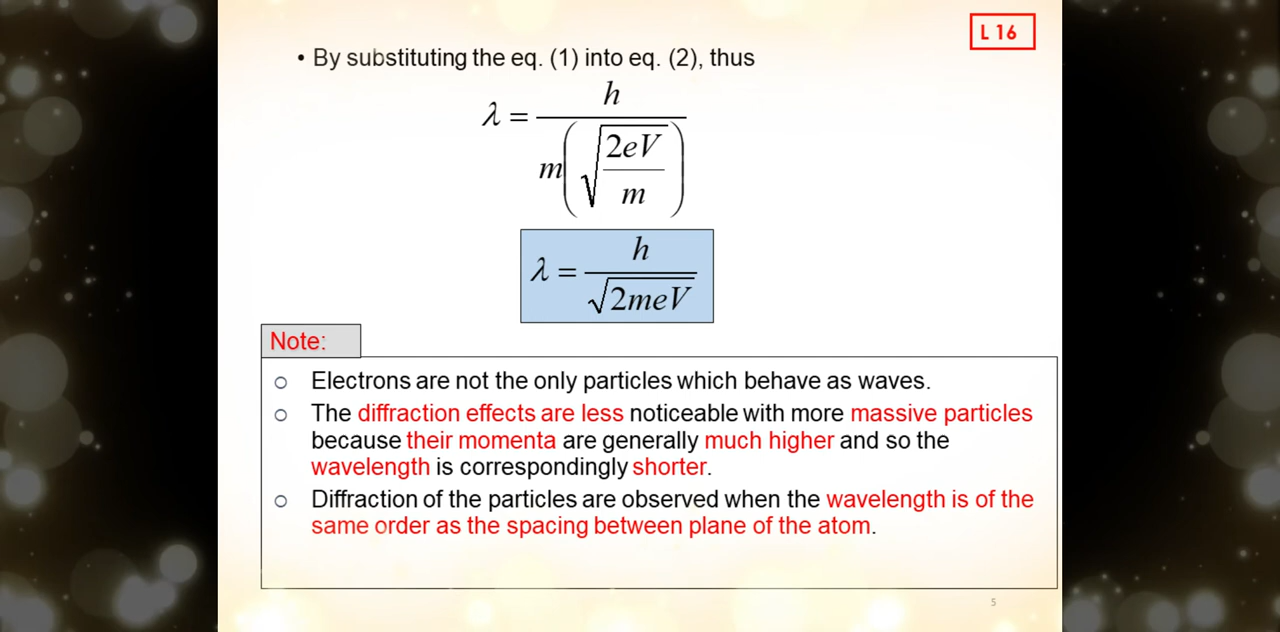 L 16
• By substituting the eq. (1) into eq. (2), thus
λ = h / m(√(2eV/m))
λ = h / √(2meV)
Note:
○ Electrons are not the only particles which behave as waves.
○ The diffraction effects are less noticeable with more massive particles
because their momenta are generally much higher and so the
wavelength is correspondingly shorter.
○ Diffraction of the particles are observed when the wavelength is of the
same order as the spacing between plane of the atom.
5